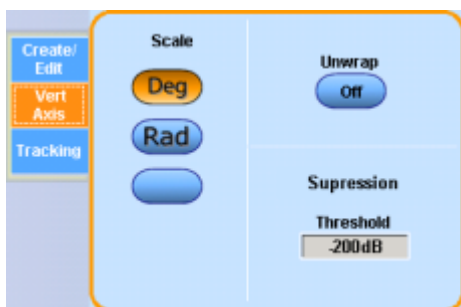 Create/
Edit
Vert
Axis
Tracking
Scale
Deg
Rad
Unwrap
Off
Supression
Threshold
-200dB